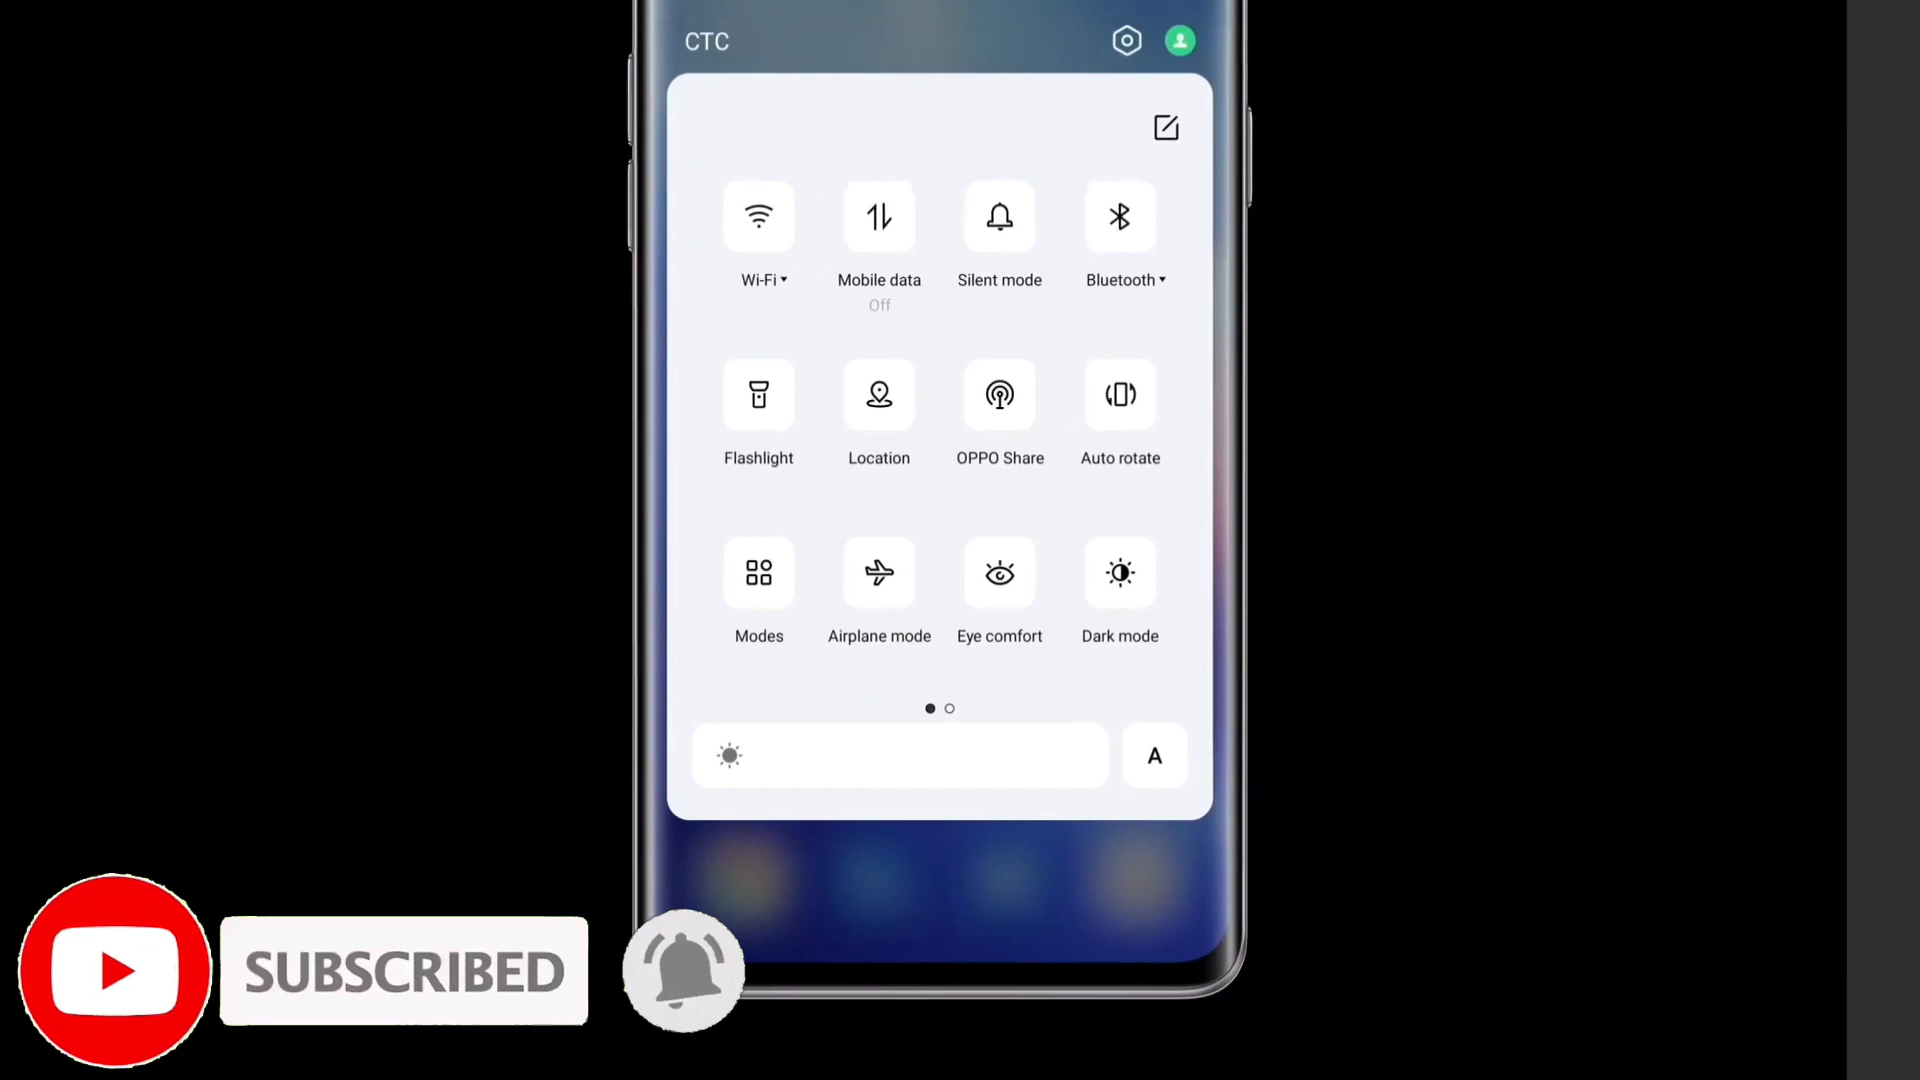 CTC
Wi-Fi Mobile data Silent mode Bluetooth
Off
Flashlight Location OPPO Share Auto rotate
Modes Airplane mode Eye comfort Dark mode
A
SUBSCRIBED